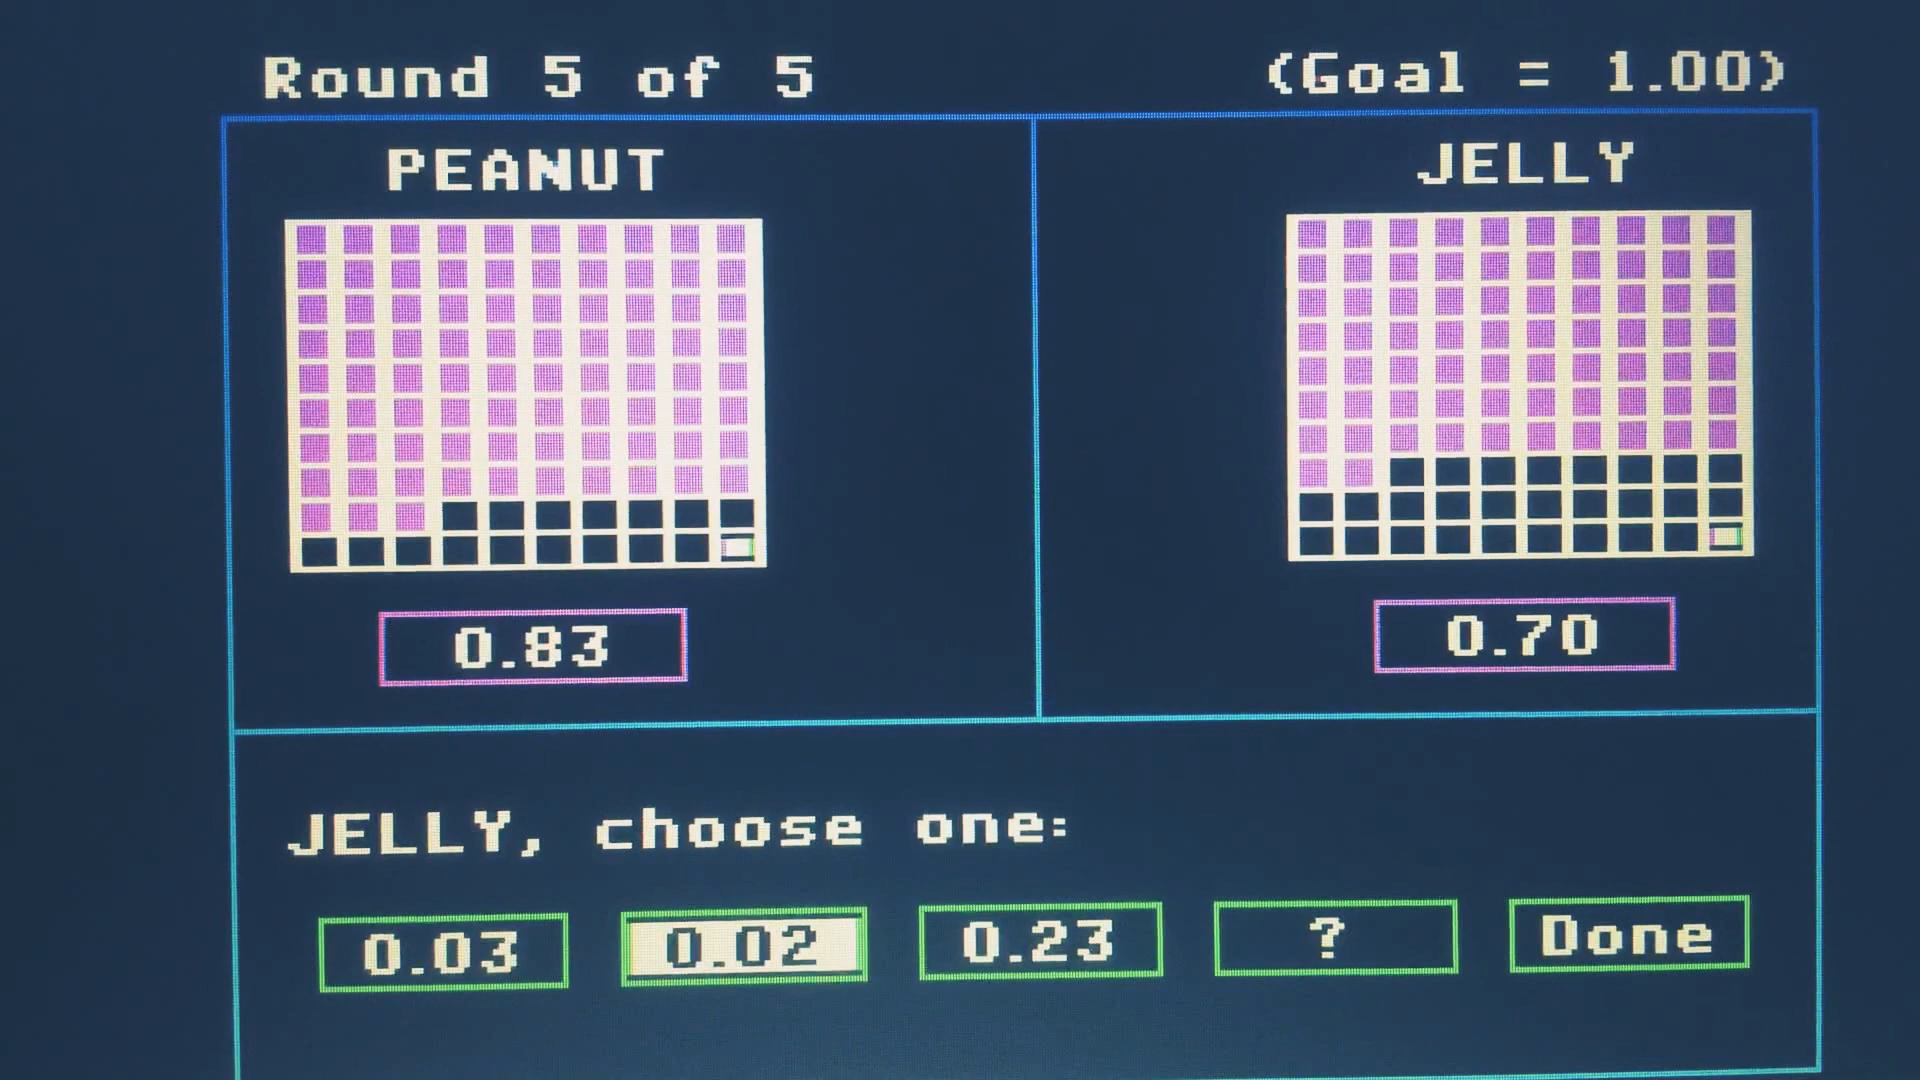 Round 5 of 5 (Goal = 1.00)
PEANUT JELLY
0.83 0.70
JELLY, choose one:
0.03 0.02 0.23 ? Done